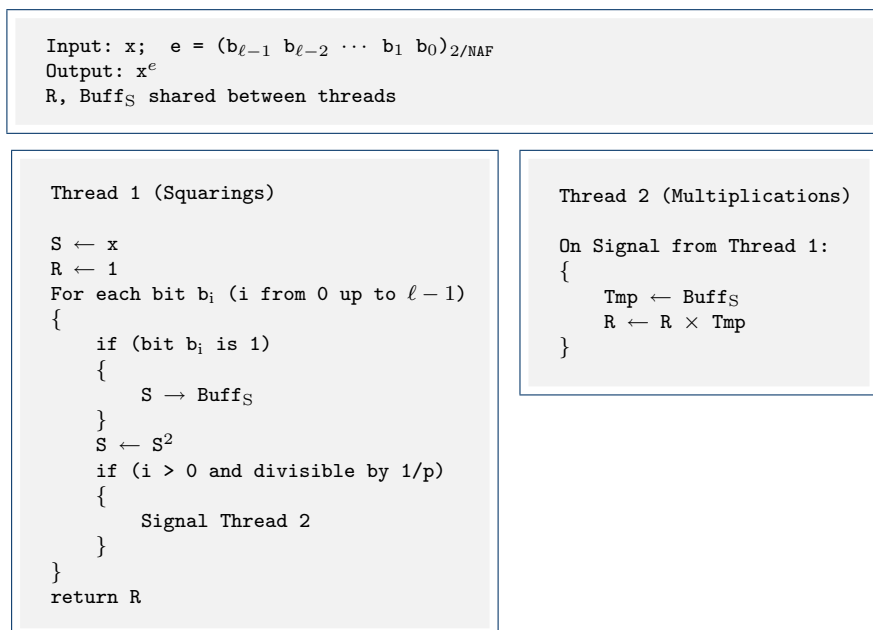 Input: x; e = (bℓ−1 bℓ−2 ··· b1 b0)2/NAF
Output: x^e
R, BuffS shared between threads
Thread 1 (Squarings)
S ← x
R ← 1
For each bit bi (i from 0 up to ℓ − 1)
{
if (bit bi is 1)
{
S → BuffS
}
S ← S^2
if (i > 0 and divisible by 1/p)
{
Signal Thread 2
}
}
return R
Thread 2 (Multiplications)
On Signal from Thread 1:
{
Tmp ← BuffS
R ← R × Tmp
}